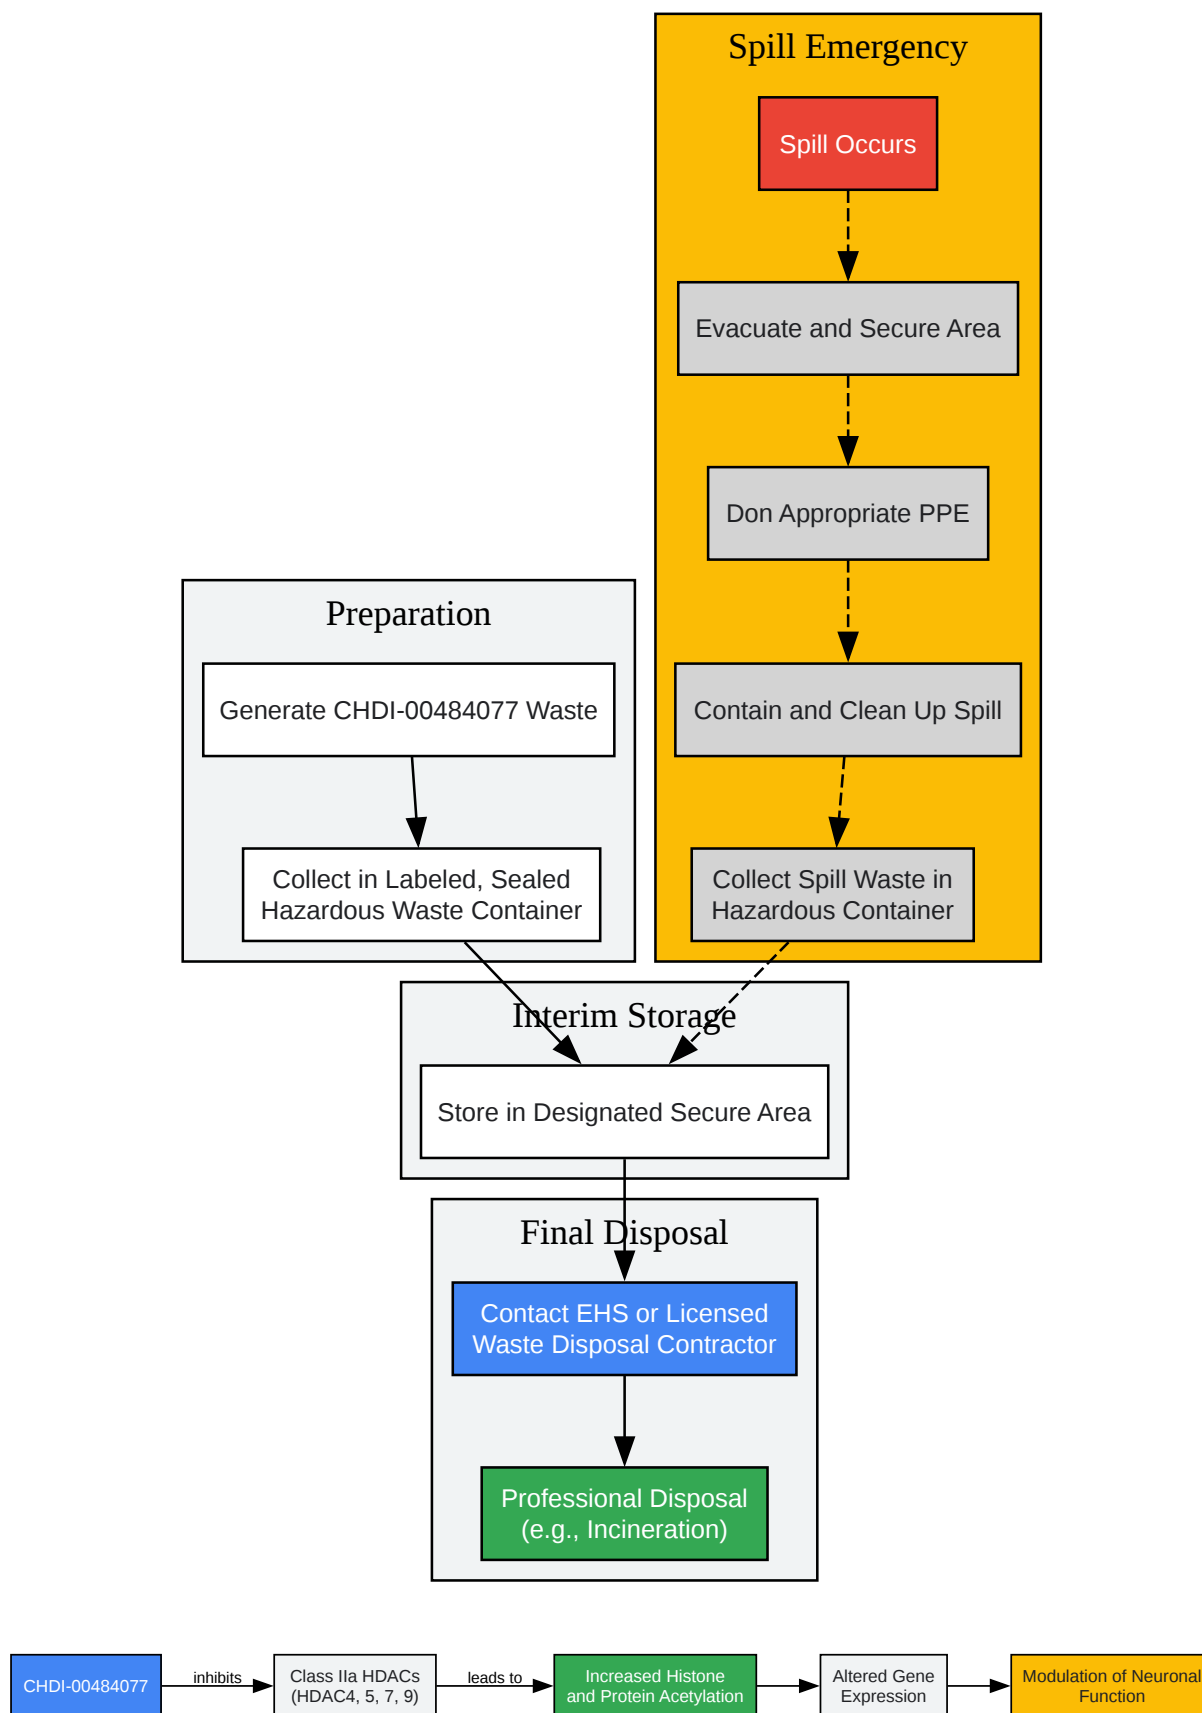 Spill Emergency
Spill Occurs
Evacuate and Secure Area
Don Appropriate PPE
Contain and Clean Up Spill
Collect Spill Waste in
Hazardous Container
Preparation
Generate CHDI-00484077 Waste
Collect in Labeled, Sealed
Hazardous Waste Container
Interim Storage
Store in Designated Secure Area
Final Disposal
Contact EHS or Licensed
Waste Disposal Contractor
Professional Disposal
(e.g., Incineration)
CHDI-00484077
inhibits
Class IIa HDACs
(HDAC4, 5, 7, 9)
leads to
Increased Histone
and Protein Acetylation
Altered Gene
Expression
Modulation of Neuronal
Function